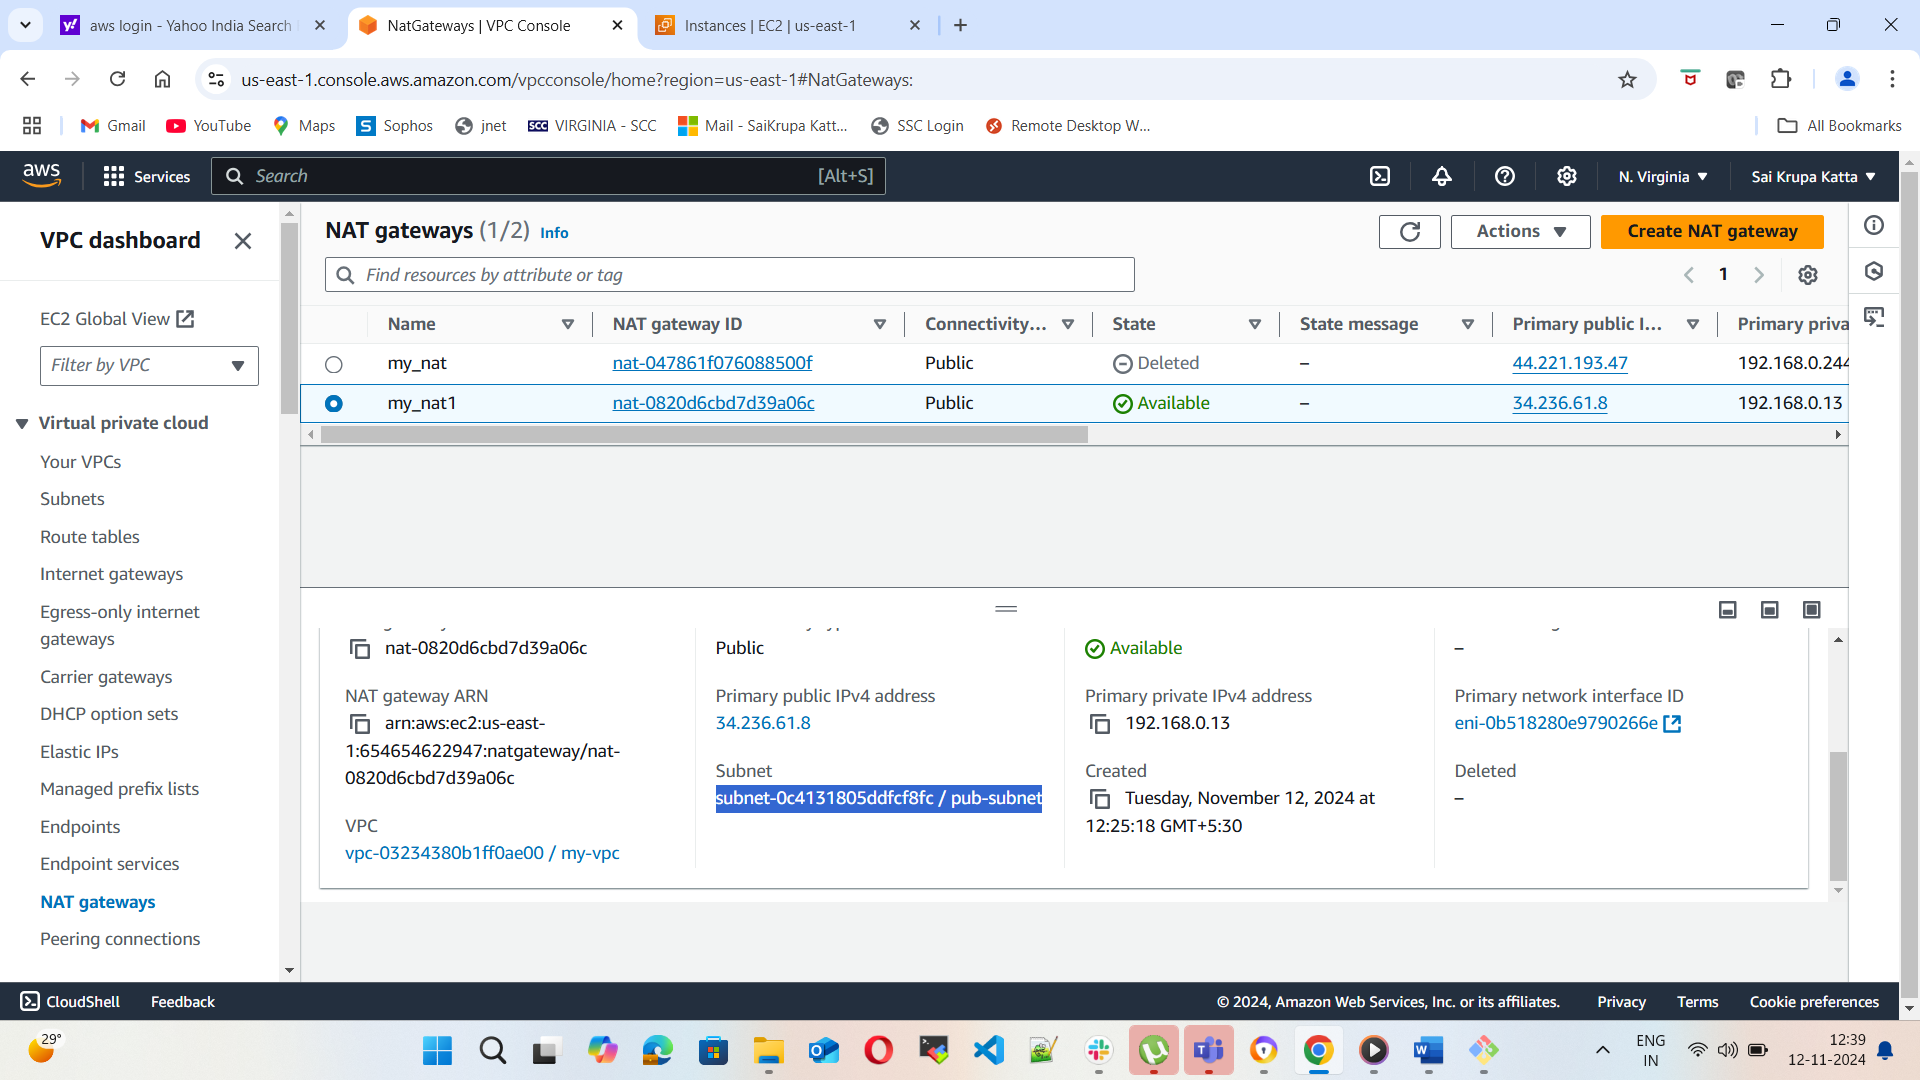 aws login - Yahoo India Search
NatGateways | VPC Console
Instances | EC2 | us-east-1
us-east-1.console.aws.amazon.com/vpcconsole/home?region=us-east-1#NatGateways:
Gmail
YouTube
Maps
Sophos
jnet
SCC VIRGINIA - SCC
Mail - SaiKrupa Katt...
SSC Login
Remote Desktop W...
All Bookmarks
aws
Services
Search
[Alt+S]
N. Virginia
Sai Krupa Katta
VPC dashboard
EC2 Global View
Filter by VPC
Virtual private cloud
Your VPCs
Subnets
Route tables
Internet gateways
Egress-only internet
gateways
Carrier gateways
DHCP option sets
Elastic IPs
Managed prefix lists
Endpoints
Endpoint services
NAT gateways
Peering connections
NAT gateways (1/2) Info
Actions
Create NAT gateway
Find resources by attribute or tag
1
Name NAT gateway ID Connectivity... State State message Primary public I... Primary priva
my_nat nat-047861f076088500f Public Deleted – 44.221.193.47 192.168.0.244
my_nat1 nat-0820d6cbd7d39a06c Public Available – 34.236.61.8 192.168.0.13
nat-0820d6cbd7d39a06c
Public
Available
–
NAT gateway ARN
arn:aws:ec2:us-east-
1:654654622947:natgateway/nat-
0820d6cbd7d39a06c
Primary public IPv4 address
34.236.61.8
Primary private IPv4 address
192.168.0.13
Primary network interface ID
eni-0b518280e9790266e
VPC
vpc-03234380b1ff0ae00 / my-vpc
Subnet
subnet-0c4131805ddfcf8fc / pub-subnet
Created
Tuesday, November 12, 2024 at
12:25:18 GMT+5:30
Deleted
–
CloudShell
Feedback
© 2024, Amazon Web Services, Inc. or its affiliates.
Privacy
Terms
Cookie preferences
29°
ENG
IN
12:39
12-11-2024